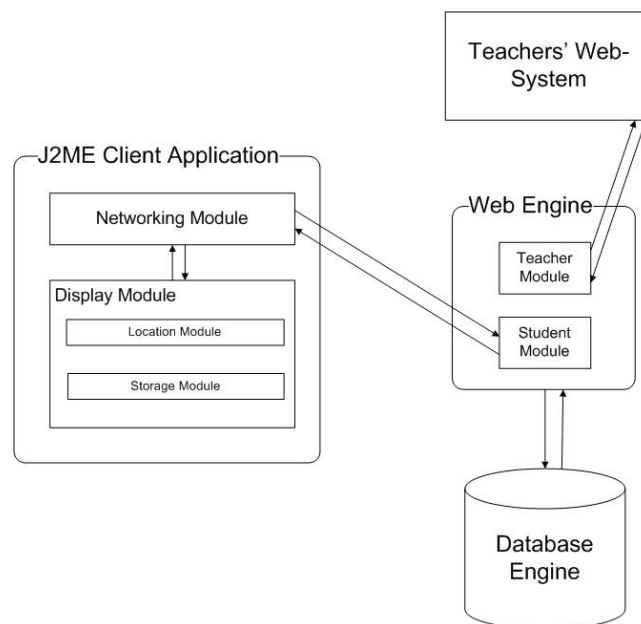 Teachers' Web-
System
J2ME Client Application
Networking Module
Display Module
Location Module
Storage Module
Web Engine
Teacher
Module
Student
Module
Database
Engine